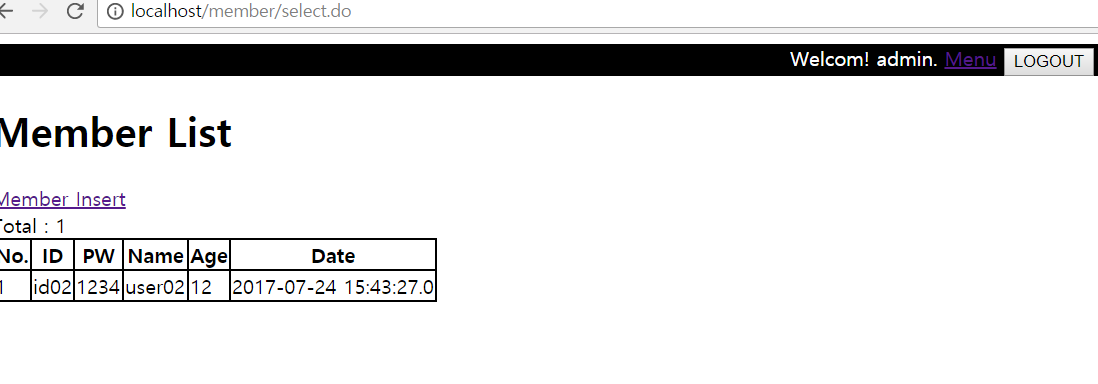 localhost/member/select.do
Welcom! admin. Menu LOGOUT
Member List
Member Insert
Total : 1
No. ID PW Name Age Date
1 id02 1234 user02 12 2017-07-24 15:43:27.0